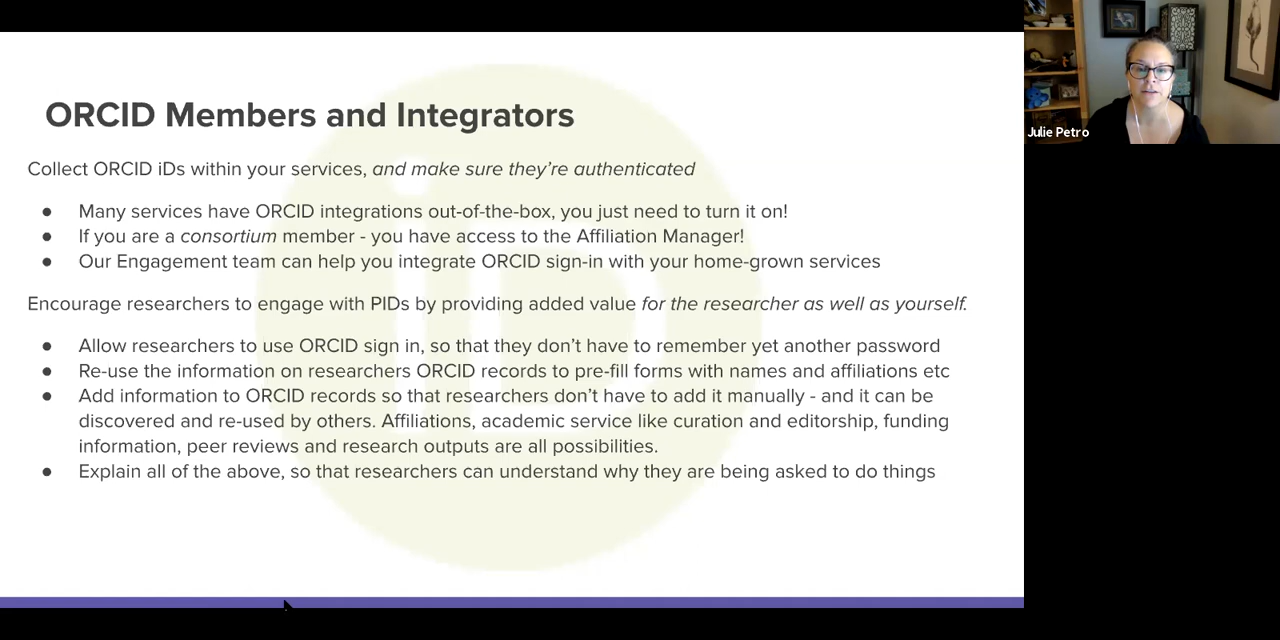 ORCID Members and Integrators
Julie Petro
Collect ORCID iDs within your services, and make sure they’re authenticated
● Many services have ORCID integrations out-of-the-box, you just need to turn it on!
● If you are a consortium member - you have access to the Affiliation Manager!
● Our Engagement team can help you integrate ORCID sign-in with your home-grown services
Encourage researchers to engage with PIDs by providing added value for the researcher as well as yourself.
● Allow researchers to use ORCID sign in, so that they don’t have to remember yet another password
● Re-use the information on researchers ORCID records to pre-fill forms with names and affiliations etc
● Add information to ORCID records so that researchers don’t have to add it manually - and it can be
discovered and re-used by others. Affiliations, academic service like curation and editorship, funding
information, peer reviews and research outputs are all possibilities.
● Explain all of the above, so that researchers can understand why they are being asked to do things
iD